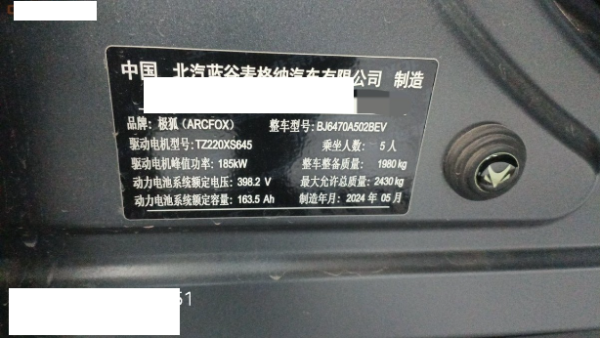 中国 北汽蓝谷麦格纳汽车有限公司 制造
品牌：极狐（ARCFOX） 整车型号：BJ6470A502BEV
驱动电机型号：TZ220XS645 乘坐人数： 5 人
驱动电机峰值功率：185kW 整车整备质量： 1980 kg
动力电池系统额定电压：398.2 V 最大允许总质量：2430 kg
动力电池系统额定容量：163.5 Ah 制造年月：2024 年 05 月
51